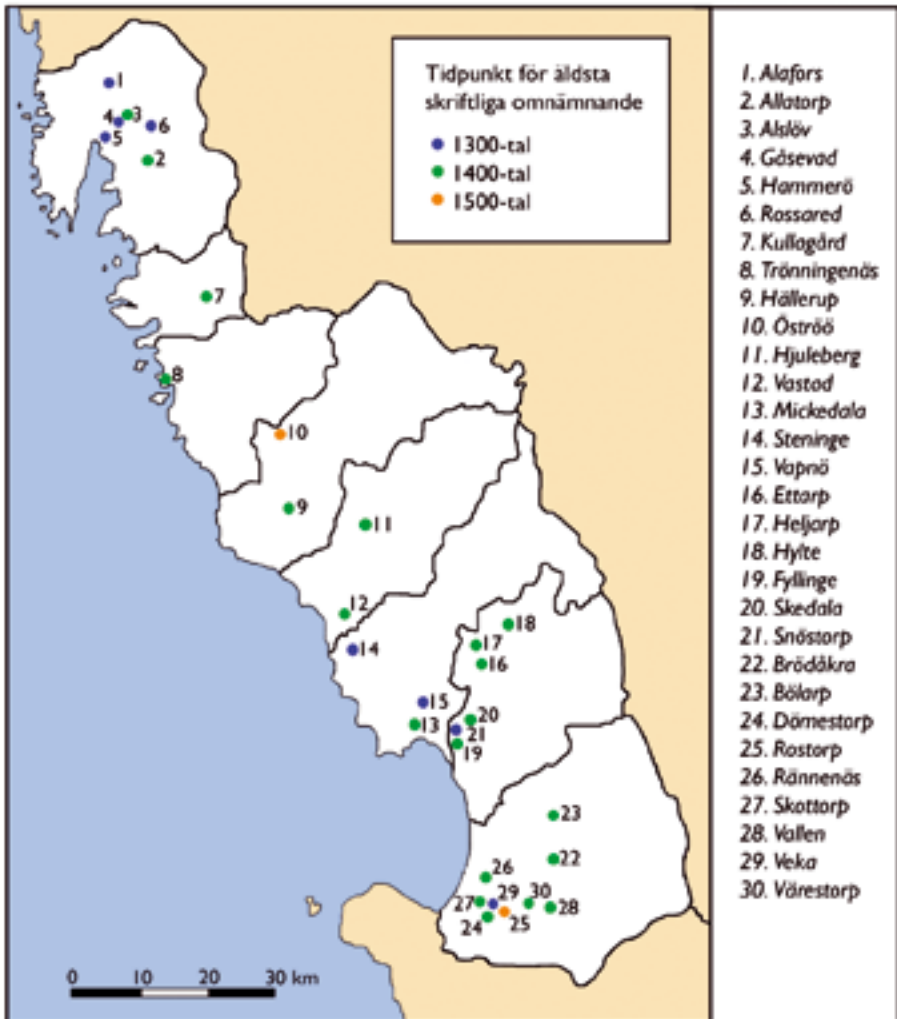 Tidpunkt för äldsta
skriftliga omnämnande
1300-tal
1400-tal
1500-tal
1
4
3
6
5
2
7
8
10
9
11
12
14
18
17
16
15
13
20
21
19
23
22
26
29
30
27
28
24
25
0 10 20 30 km
1. Alafors
2. Allatorp
3. Alslöv
4. Gåsevad
5. Hammerö
6. Rossared
7. Kullagård
8. Trönningenäs
9. Hällerup
10. Öströö
11. Hjuleberg
12. Vastad
13. Mickedala
14. Steninge
15. Vapnö
16. Ettarp
17. Heljarp
18. Hylte
19. Fyllinge
20. Skedala
21. Snöstorp
22. Brödåkra
23. Bölarp
24. Dömestorp
25. Rostorp
26. Rännenäs
27. Skottorp
28. Vallen
29. Veka
30. Värestorp